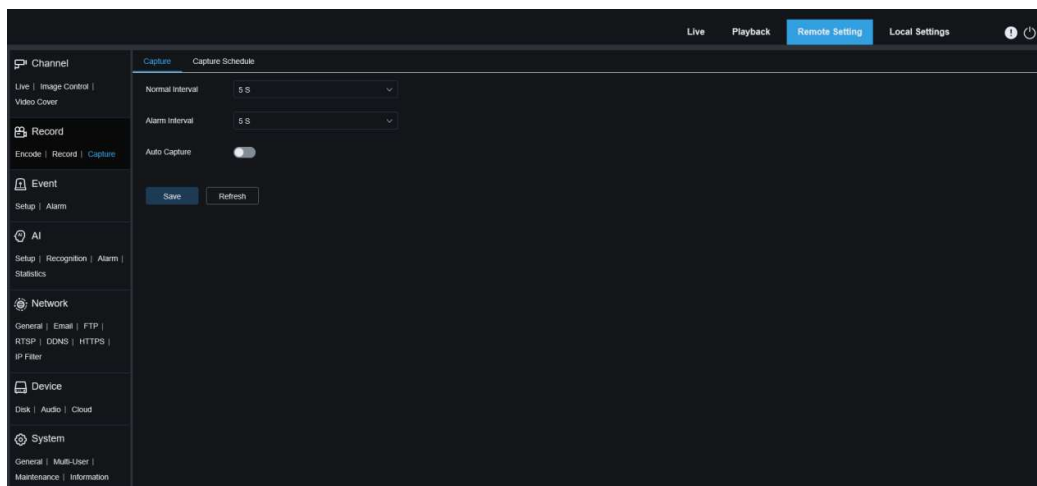 Live Playback Remote Setting Local Settings
Channel
Live | Image Control |
Video Cover
Record
Encode | Record | Capture
Event
Setup | Alarm
AI
Setup | Recognition | Alarm |
Statistics
Network
General | Email | FTP |
RTSP | DDNS | HTTPS |
IP Filter
Device
Disk | Audio | Cloud
System
General | Multi-User |
Maintenance | Information
Capture Capture Schedule
Normal Interval 5 S
Alarm Interval 5 S
Auto Capture
Save Refresh